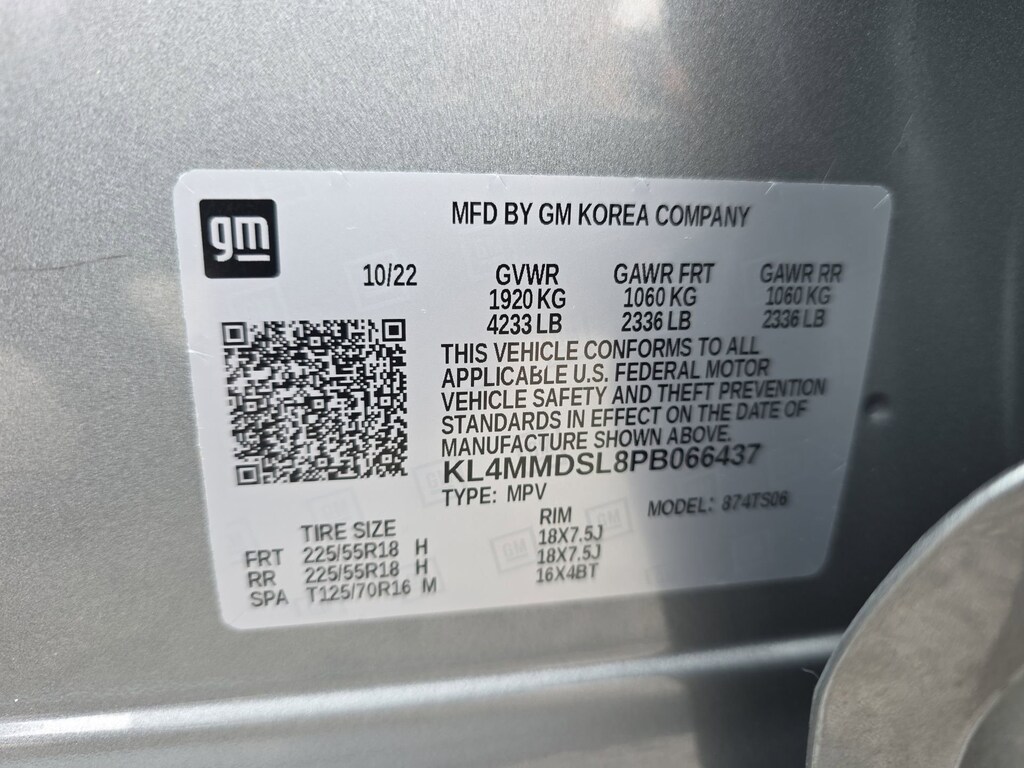 gm
MFD BY GM KOREA COMPANY
10/22 GVWR GAWR FRT GAWR RR
1920 KG 1060 KG 1060 KG
4233 LB 2336 LB 2336 LB
THIS VEHICLE CONFORMS TO ALL
APPLICABLE U.S. FEDERAL MOTOR
VEHICLE SAFETY AND THEFT PREVENTION
STANDARDS IN EFFECT ON THE DATE OF
MANUFACTURE SHOWN ABOVE.
KL4MMDSL8PB066437
TYPE: MPV MODEL: 874TS06
TIRE SIZE RIM
FRT 225/55R18 H 18X7.5J
RR 225/55R18 H 18X7.5J
SPA T125/70R16 M 16X4BT
GM
GM